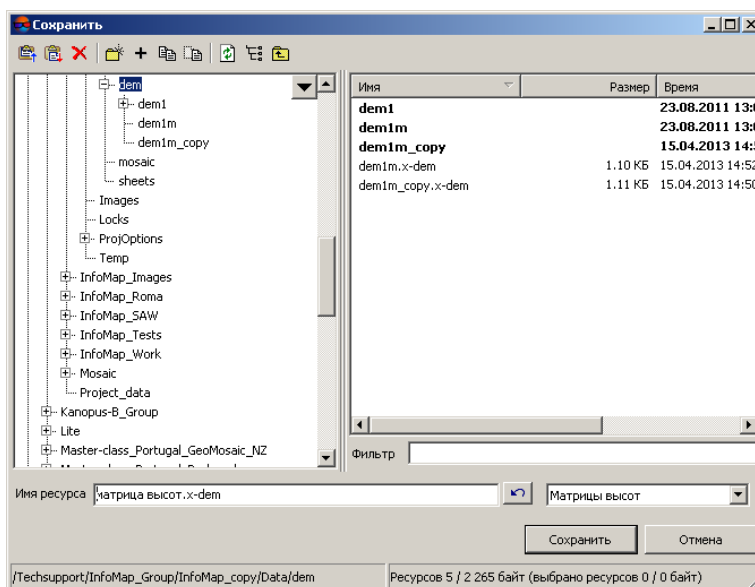 Сохранить
dem
dem1
dem1m
dem1m_copy
mosaic
sheets
Images
Locks
ProjOptions
Temp
InfoMap_Images
InfoMap_Roma
InfoMap_SAW
InfoMap_Tests
InfoMap_Work
Mosaic
Project_data
Kanopus-B_Group
Lite
Master-class_Portugal_GeoMosaic_NZ
Имя Размер Время
dem1 23.08.2011 13:0
dem1m 23.08.2011 13:0
dem1m_copy 15.04.2013 14:5
dem1m.x-dem 1.10 КБ 15.04.2013 14:52
dem1m_copy.x-dem 1.11 КБ 15.04.2013 14:50
Фильтр
Имя ресурса матрица высот.x-dem Матрицы высот
Сохранить Отмена
/Techsupport/InfoMap_Group/InfoMap_copy/Data/dem Ресурсов 5 / 2 265 байт (выбрано ресурсов 0 / 0 байт)